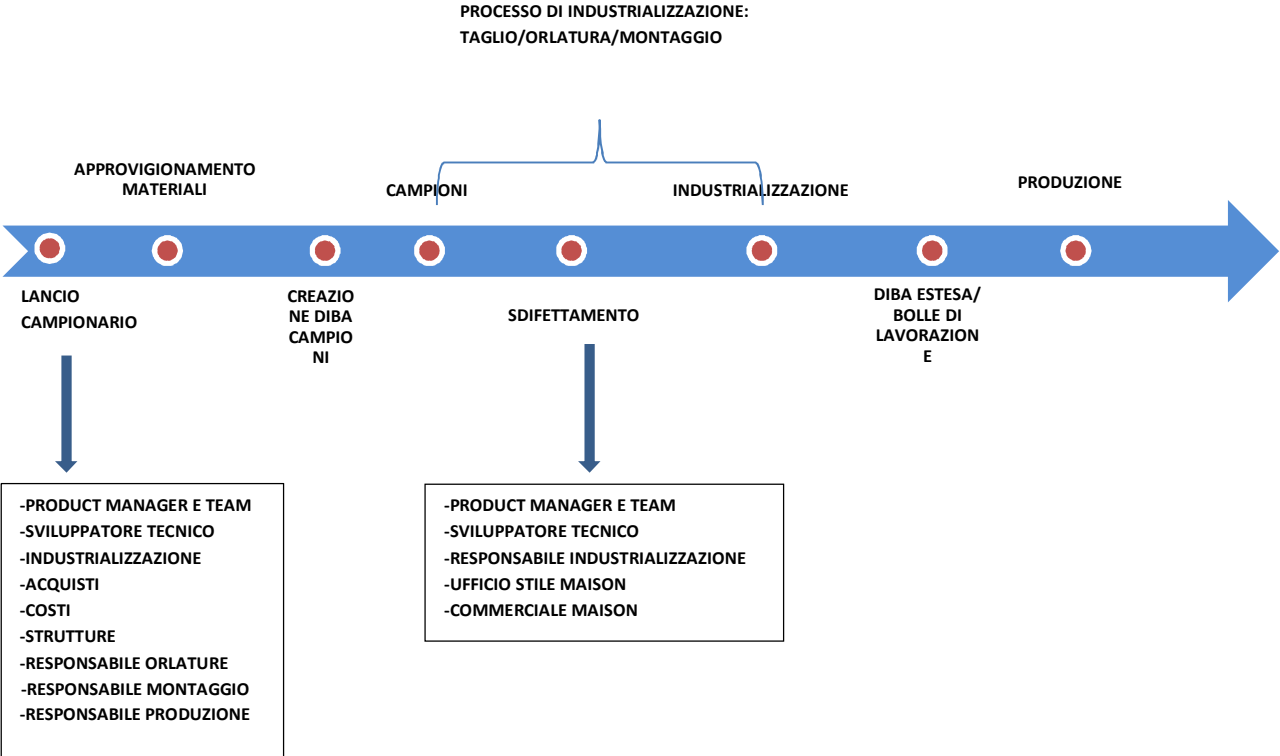 PROCESSO DI INDUSTRIALIZZAZIONE:
TAGLIO/ORLATURA/MONTAGGIO
APPROVIGIONAMENTO
MATERIALI
CAMPIONI
INDUSTRIALIZZAZIONE
PRODUZIONE
LANCIO
CAMPIONARIO
CREAZIO
NE DIBA
CAMPIO
NI
SDIFETTAMENTO
DIBA ESTESA/
BOLLE DI
LAVORAZION
E
-PRODUCT MANAGER E TEAM
-SVILUPPATORE TECNICO
-INDUSTRIALIZZAZIONE
-ACQUISTI
-COSTI
-STRUTTURE
-RESPONSABILE ORLATURE
-RESPONSABILE MONTAGGIO
-RESPONSABILE PRODUZIONE
-PRODUCT MANAGER E TEAM
-SVILUPPATORE TECNICO
-RESPONSABILE INDUSTRIALIZZAZIONE
-UFFICIO STILE MAISON
-COMMERCIALE MAISON